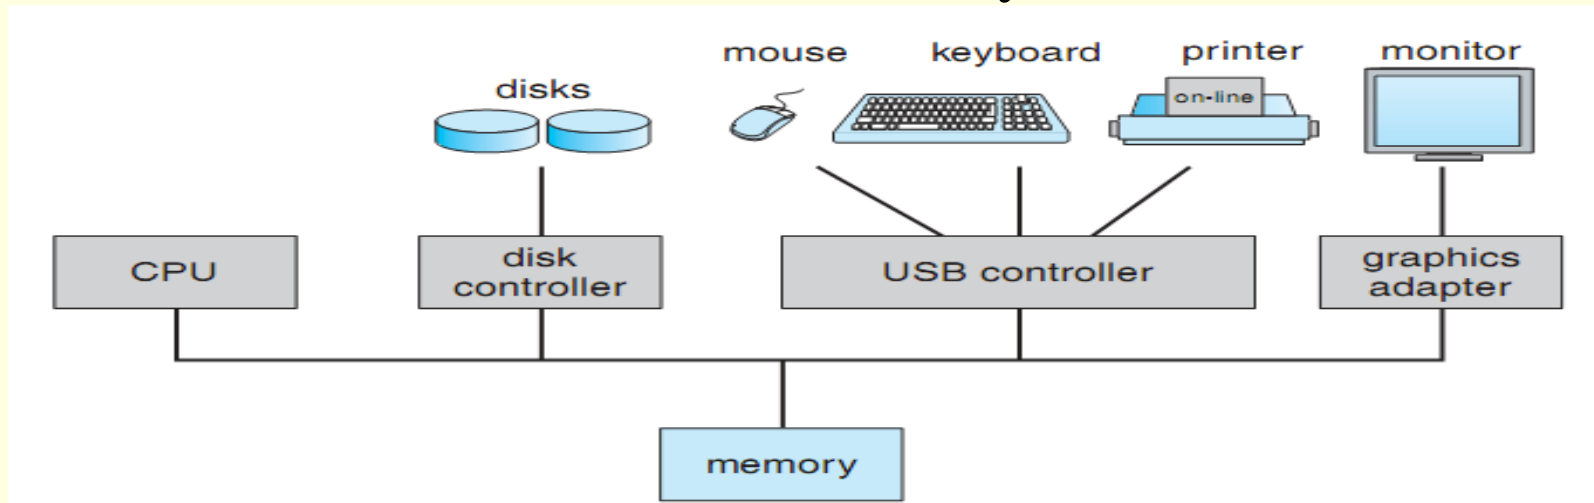 mouse
keyboard
printer
monitor
disks
on-line
CPU
disk
controller
USB controller
graphics
adapter
memory